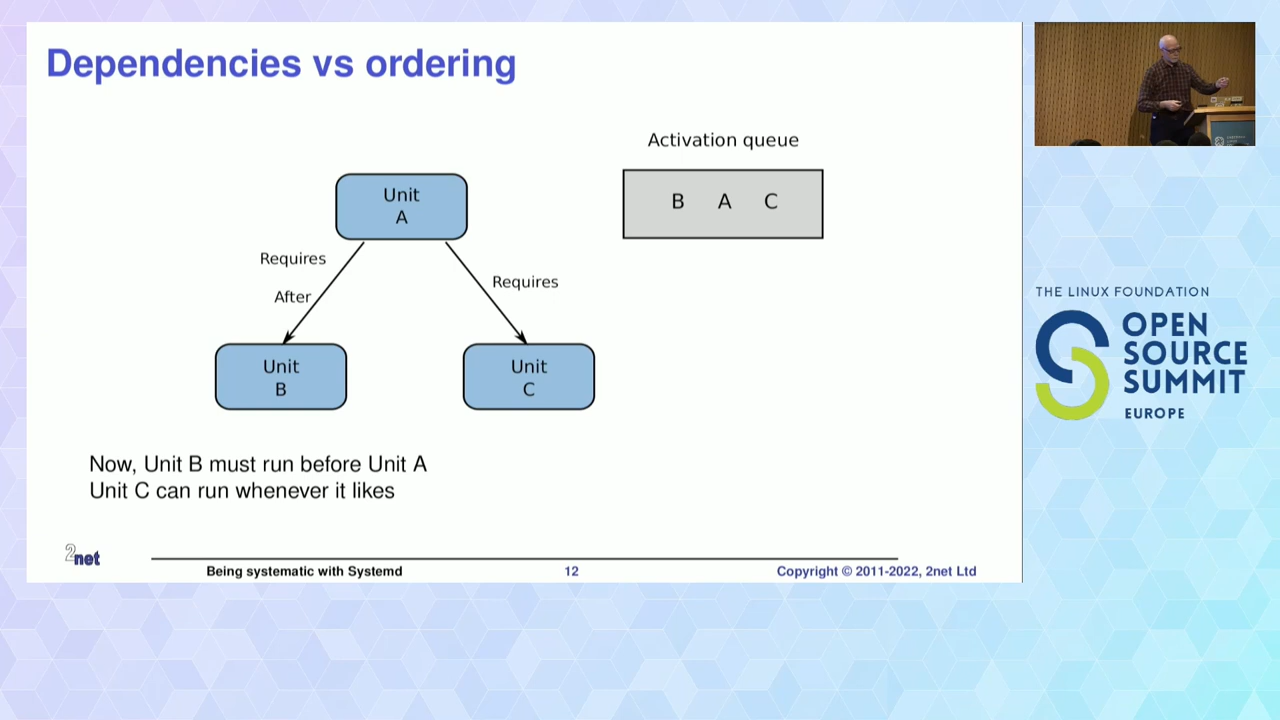 Dependencies vs ordering
Activation queue
B A C
Unit
A
Requires
After
Requires
Unit
B
Unit
C
Now, Unit B must run before Unit A
Unit C can run whenever it likes
2net
Being systematic with Systemd
12
Copyright © 2011-2022, 2net Ltd
THE LINUX FOUNDATION
OPEN
SOURCE
SUMMIT
EUROPE